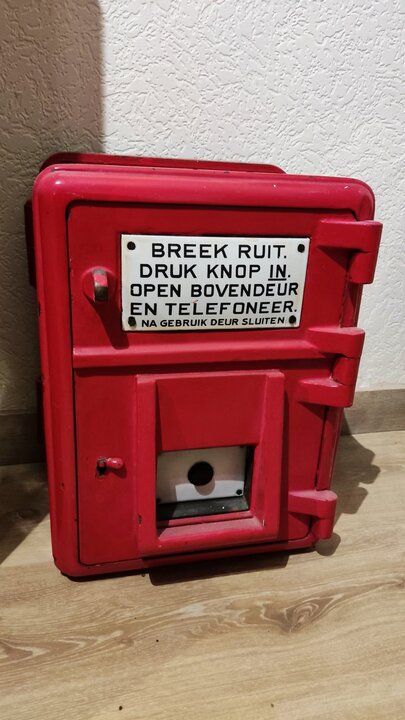 BREEK RUIT.
DRUK KNOP IN.
OPEN BOVENDEUR
EN TELEFONEER.
NA GEBRUIK DEUR SLUITEN